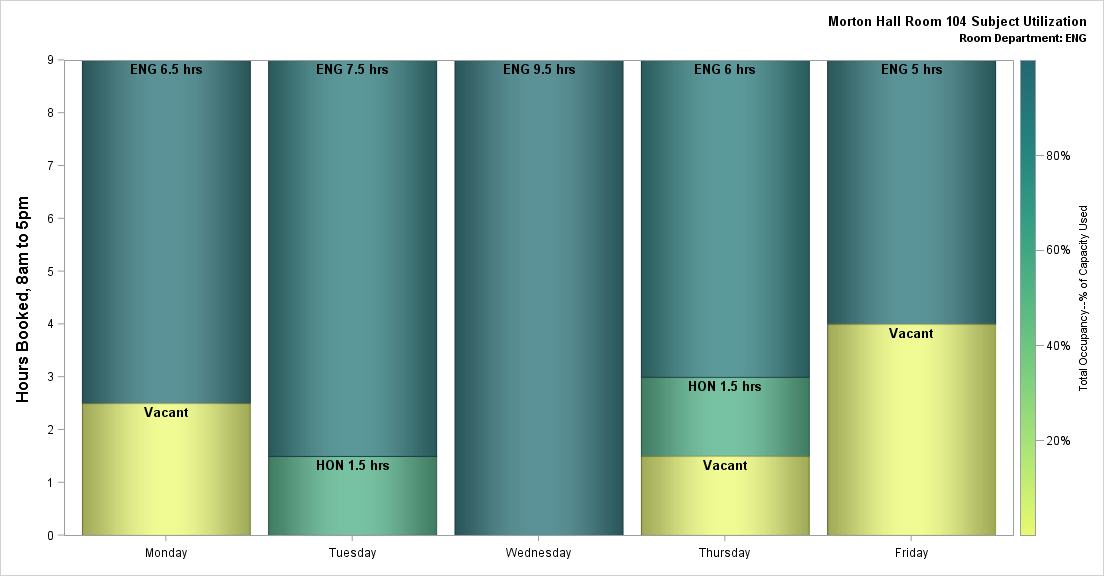 Morton Hall Room 104 Subject Utilization
Room Department: ENG
Hours Booked, 8am to 5pm
9
8
7
6
5
4
3
2
1
0
ENG 6.5 hrs
Vacant
ENG 7.5 hrs
HON 1.5 hrs
ENG 9.5 hrs
ENG 6 hrs
HON 1.5 hrs
Vacant
ENG 5 hrs
Vacant
Monday
Tuesday
Wednesday
Thursday
Friday
80%
60%
40%
20%
Total Occupancy--% of Capacity Used